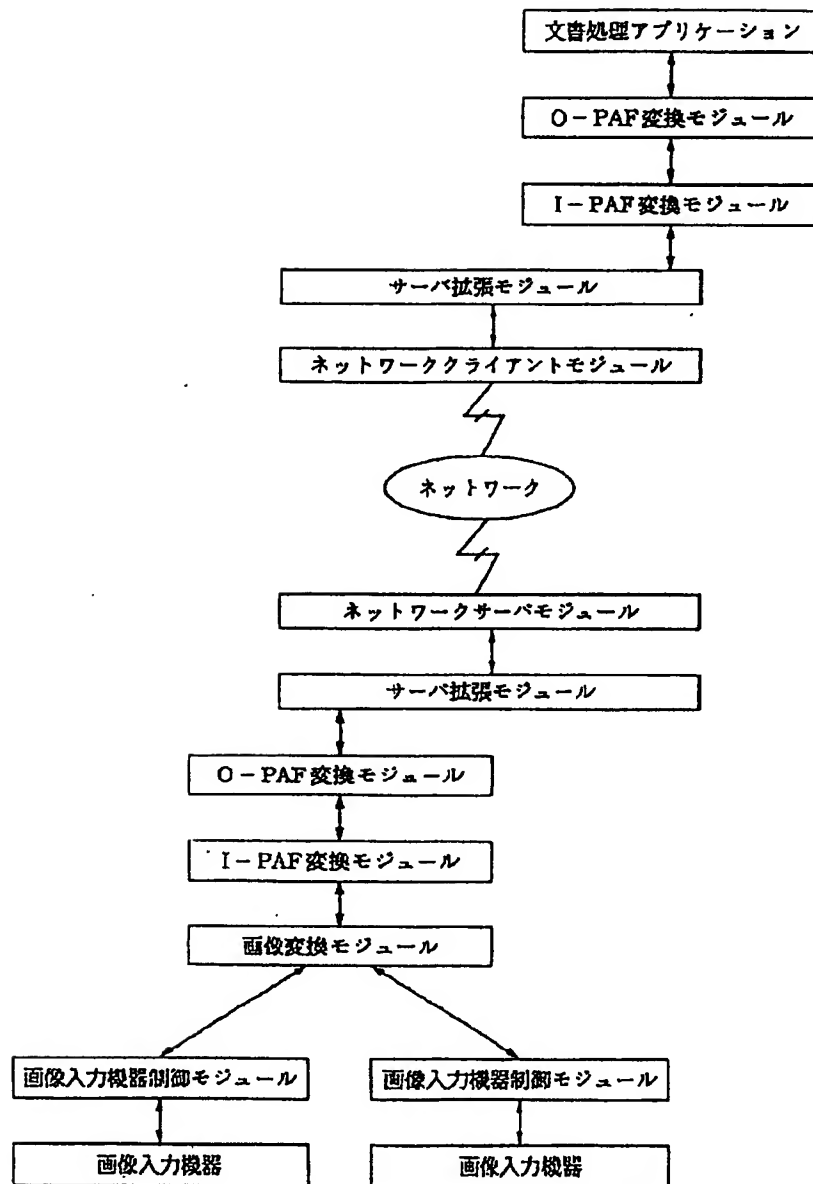 文書処理アプリケーション
O-PAF変換モジュール
I-PAF変換モジュール
サーバ拡張モジュール
ネットワーククライアントモジュール
ネットワーク
ネットワークサーバモジュール
サーバ拡張モジュール
O-PAF変換モジュール
I-PAF変換モジュール
画像変換モジュール
画像入力機器制御モジュール
画像入力機器制御モジュール
画像入力機器
画像入力機器